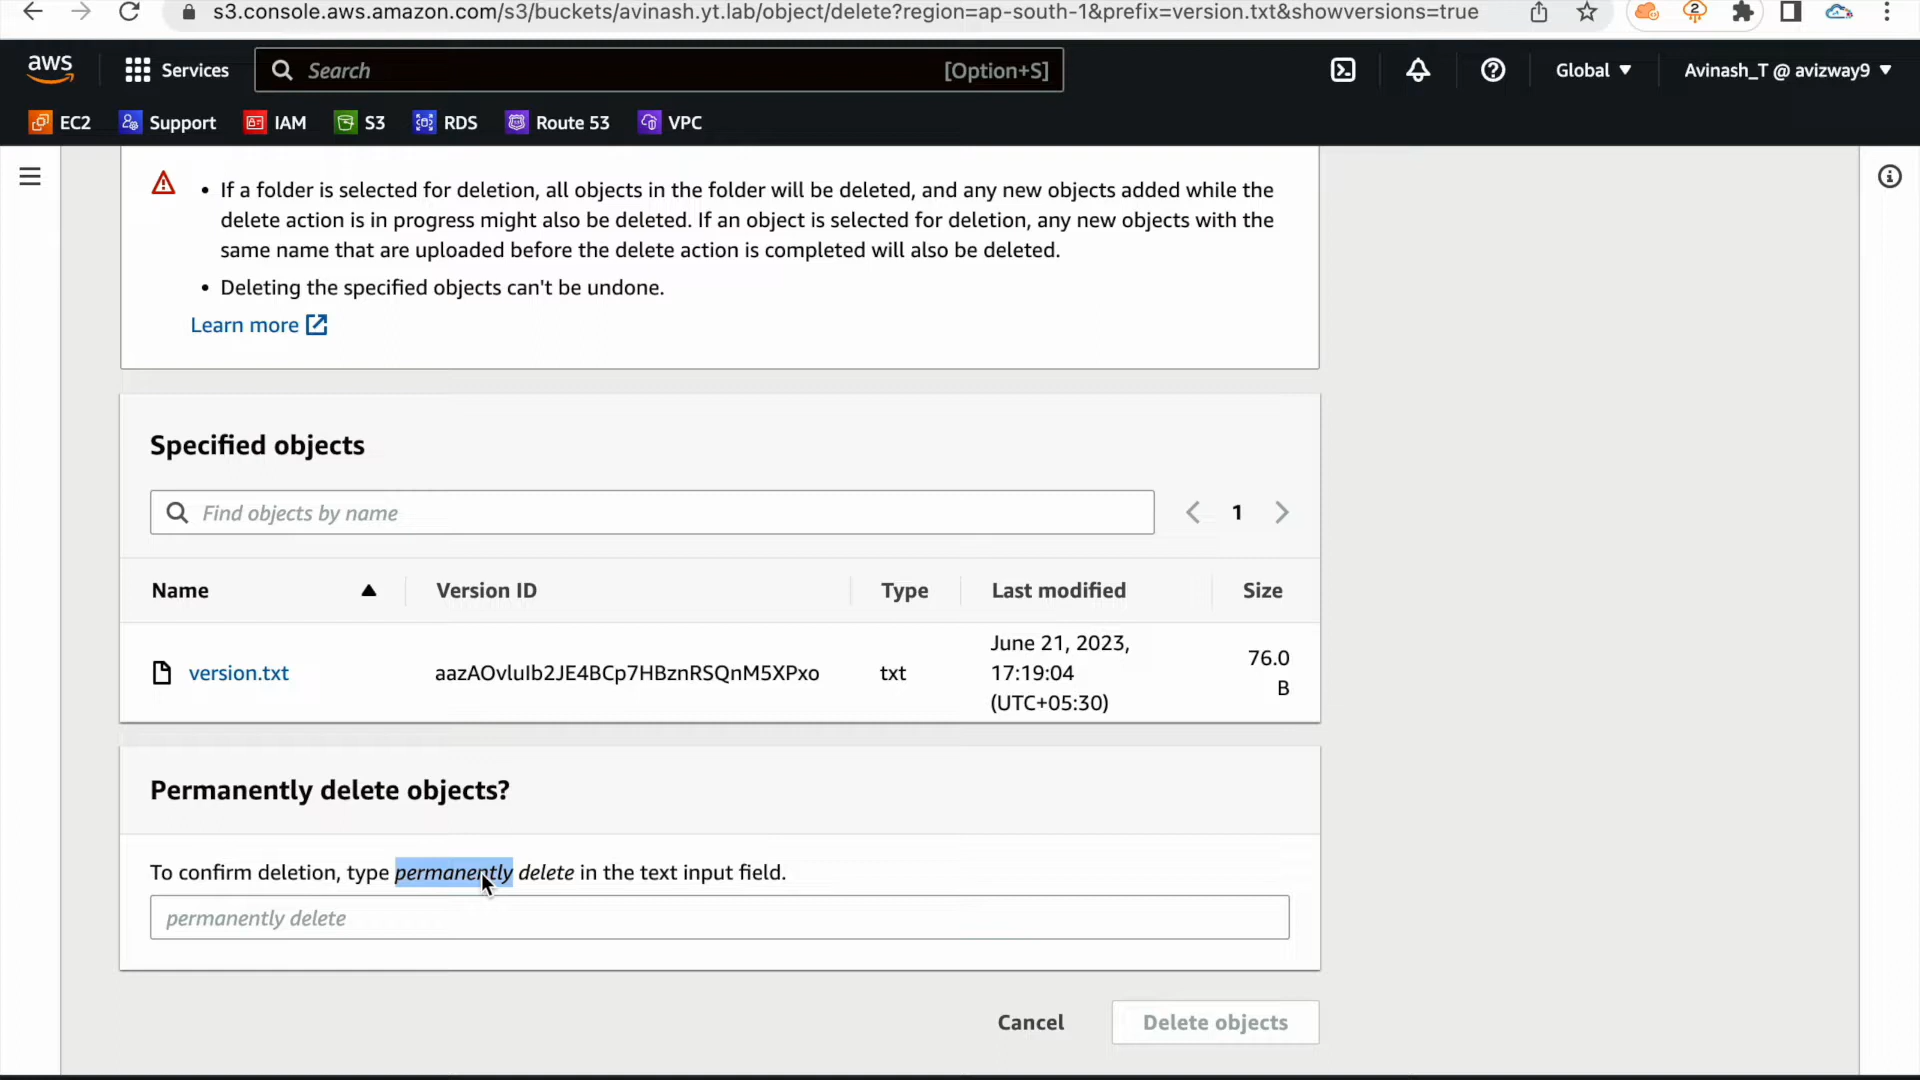 s3.console.aws.amazon.com/s3/buckets/avinash.yt.lab/object/delete?region=ap-south-1&prefix=version.txt&showversions=true
2
aws
Services
Search
[Option+S]
Global
Avinash_T @ avizway9
EC2
Support
IAM
S3
RDS
Route 53
VPC
• If a folder is selected for deletion, all objects in the folder will be deleted, and any new objects added while the
delete action is in progress might also be deleted. If an object is selected for deletion, any new objects with the
same name that are uploaded before the delete action is completed will also be deleted.
• Deleting the specified objects can't be undone.
Learn more
Specified objects
Find objects by name
1
Name
Version ID
Type
Last modified
Size
version.txt
aazAOvluIb2JE4BCp7HBznRSQnM5XPxo
txt
June 21, 2023,
17:19:04
(UTC+05:30)
76.0
B
Permanently delete objects?
To confirm deletion, type permanently delete in the text input field.
permanently delete
Cancel
Delete objects